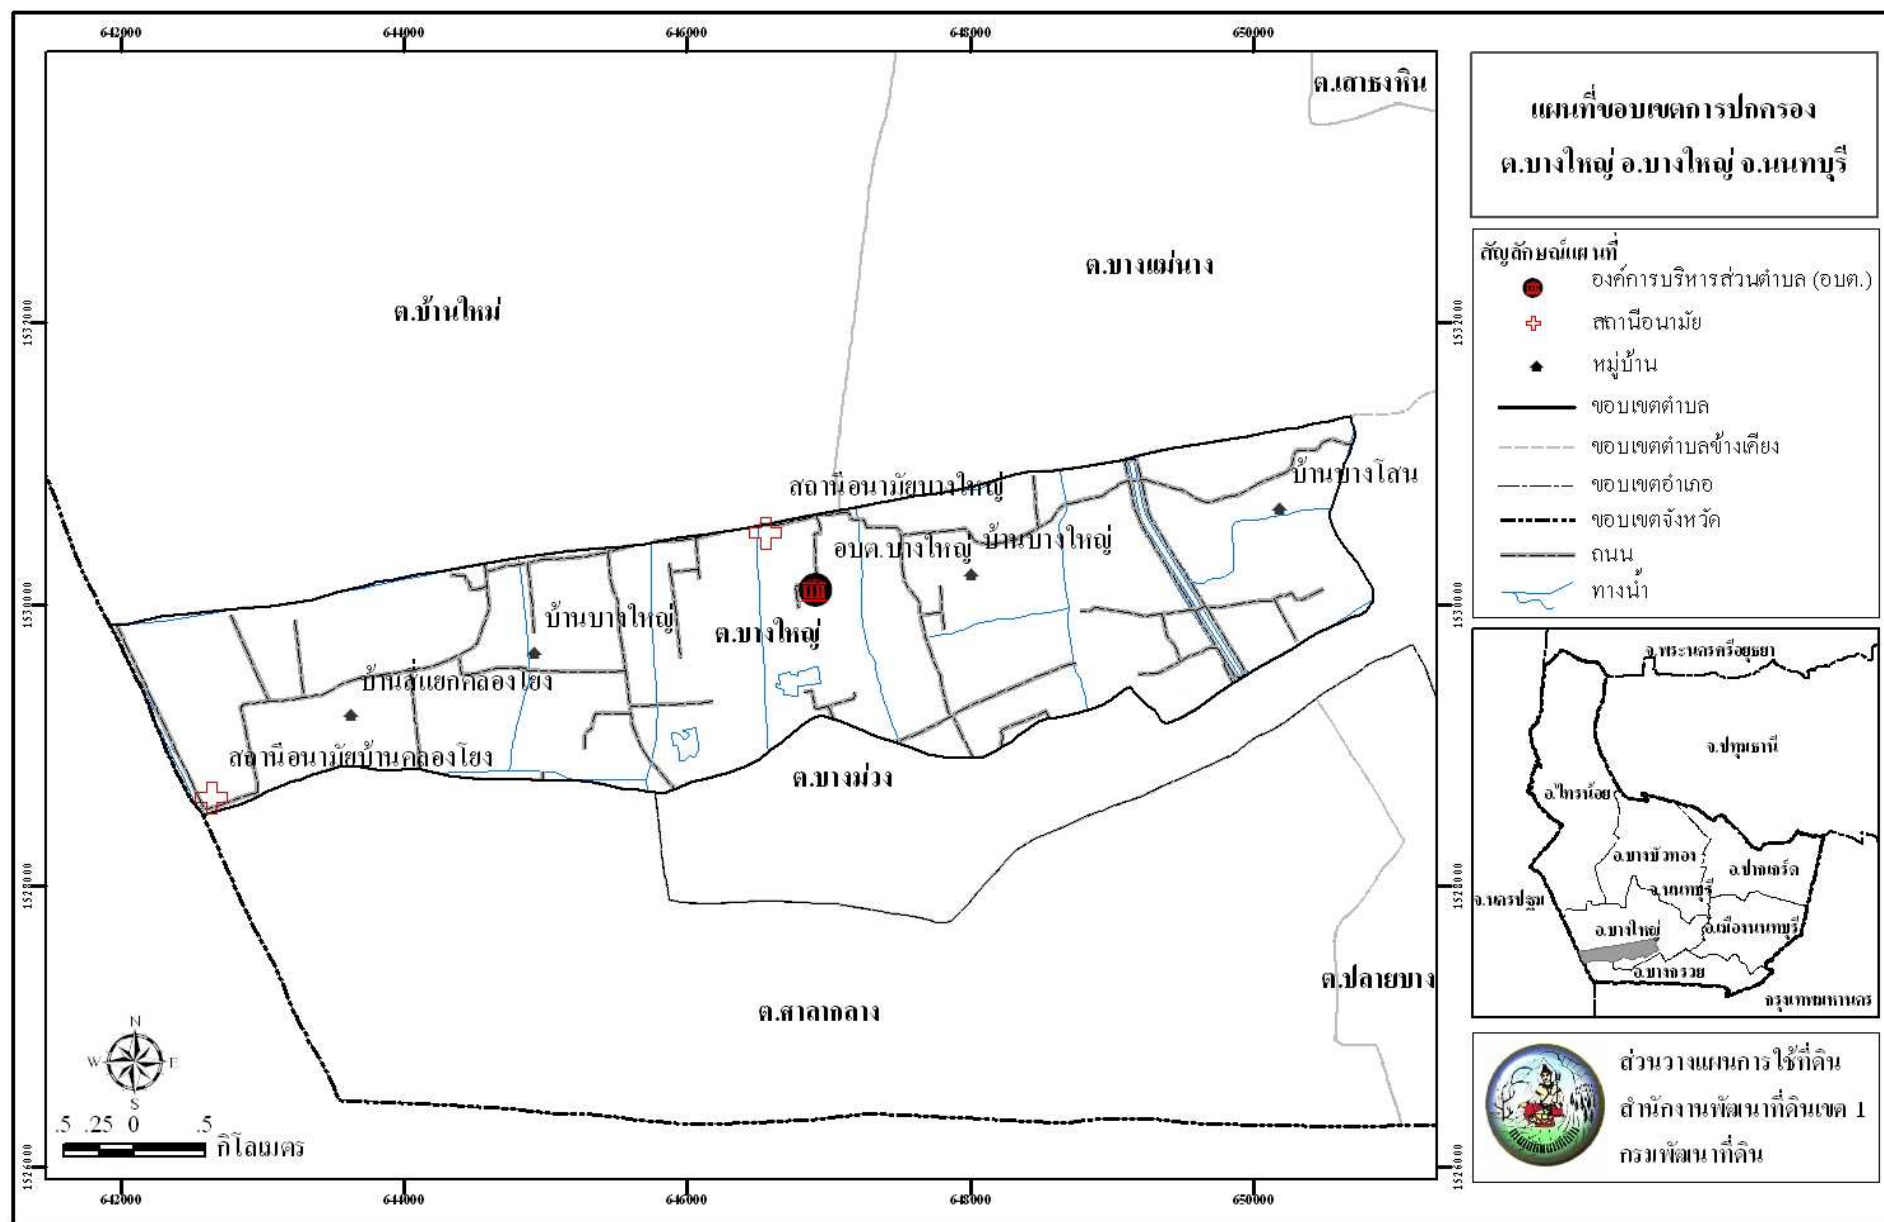 642000
644000
646000
648000
650000
ต.เสาธงหิน
ต.บางแม่นาง
ต.บ้านใหม่
1532000
1532000
บ้านบางโสน
สถานีอนามัยบางใหญ่
บ้านบางใหญ่
อบต.บางใหญ่
1530000
1530000
บ้านบางใหญ่
ต.บางใหญ่
บ้านสี่แยกคลองโยง
สถานีอนามัยบ้านคลองโยง
ต.บางม่วง
1528000
1528000
ต.ปลายบาง
ต.ศาลากลาง
N
W
E
S
.5 .25 0 .5
กิโลเมตร
1526000
1526000
642000
644000
646000
648000
650000
แผนที่ขอบเขตการปกครอง
ต.บางใหญ่ อ.บางใหญ่ จ.นนทบุรี
สัญลักษณ์แผนที่
องค์การบริหารส่วนตำบล (อบต.)
สถานีอนามัย
หมู่บ้าน
ขอบเขตตำบล
ขอบเขตตำบลข้างเคียง
ขอบเขตอำเภอ
ขอบเขตจังหวัด
ถนน
ทางน้ำ
จ.พระนครศรีอยุธยา
จ.ปทุมธานี
อ.ไทรน้อย
อ.บางบัวทอง
อ.ปากเกร็ด
จ.นนทบุรี
จ.นครปฐม
อ.บางใหญ่
อ.เมืองนนทบุรี
อ.บางกรวย
กรุงเทพมหานคร
ส่วนวางแผนการใช้ที่ดิน
สำนักงานพัฒนาที่ดินเขต 1
กรมพัฒนาที่ดิน